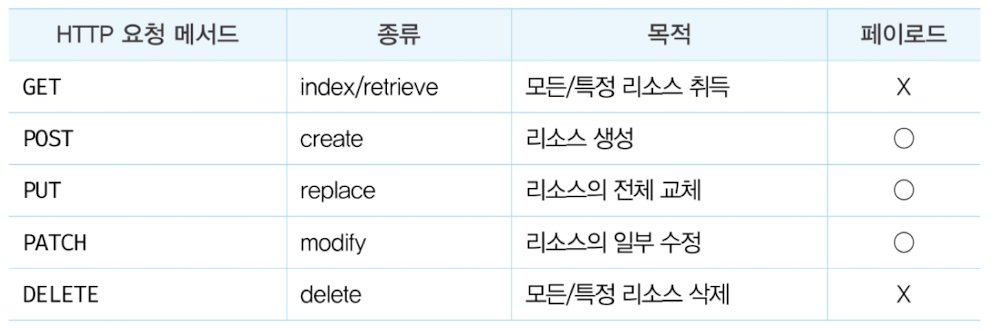 HTTP 요청 메서드 종류 목적 페이로드
GET index/retrieve 모든/특정 리소스 취득 X
POST create 리소스 생성 ○
PUT replace 리소스의 전체 교체 ○
PATCH modify 리소스의 일부 수정 ○
DELETE delete 모든/특정 리소스 삭제 X